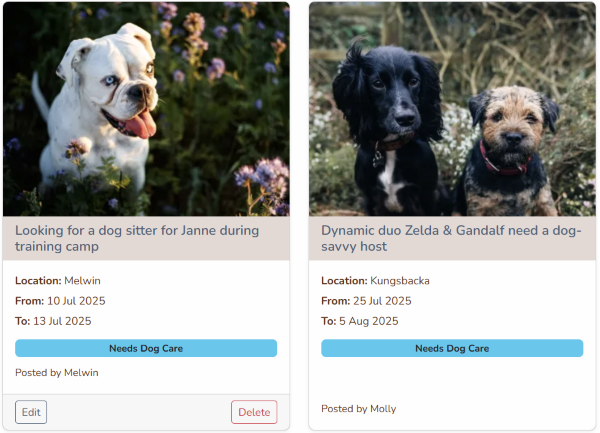 Looking for a dog sitter for Janne during
training camp
Location: Melwin
From: 10 Jul 2025
To: 13 Jul 2025
Needs Dog Care
Posted by Melwin
Edit
Delete
Dynamic duo Zelda & Gandalf need a dog-
savvy host
Location: Kungsbacka
From: 25 Jul 2025
To: 5 Aug 2025
Needs Dog Care
Posted by Molly